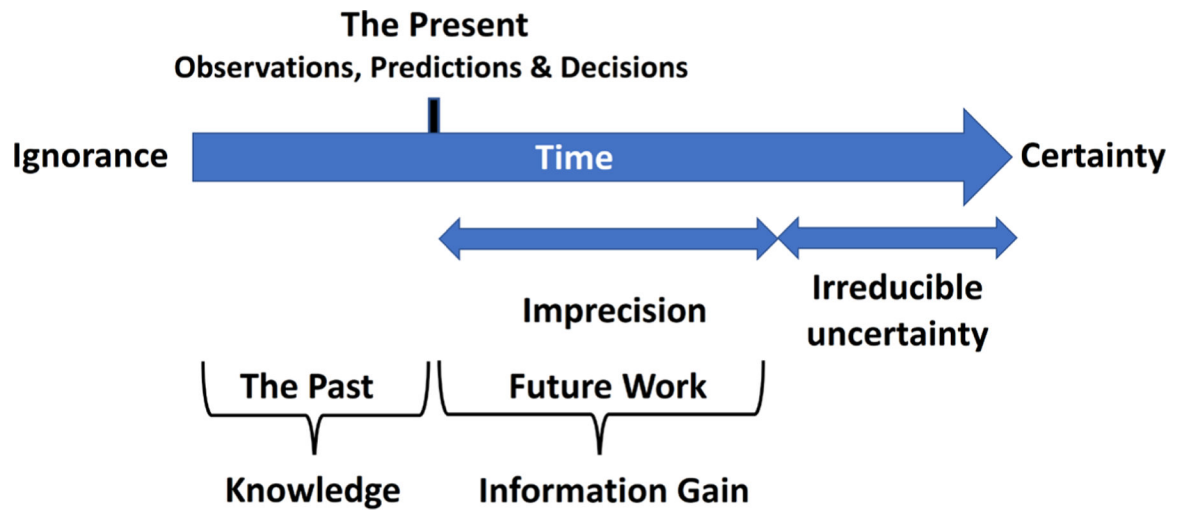 The Present
Observations, Predictions & Decisions
Ignorance
Time
Certainty
Imprecision
Irreducible
uncertainty
The Past
Future Work
Knowledge
Information Gain